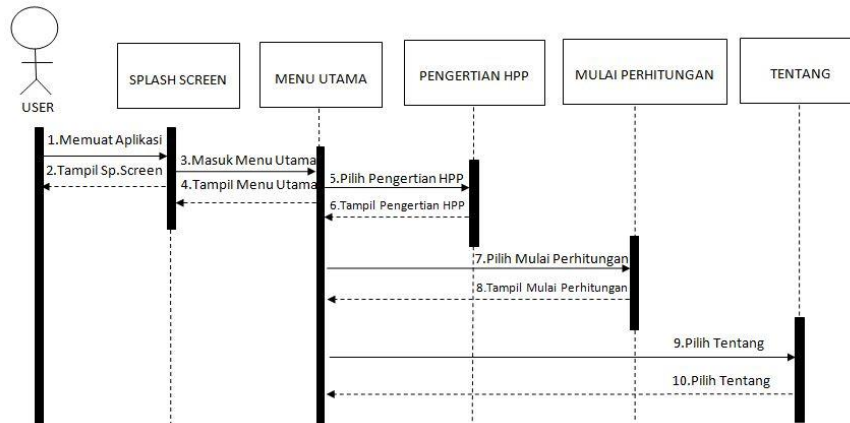 USER
SPLASH SCREEN
MENU UTAMA
PENGERTIAN HPP
MULAI PERHITUNGAN
TENTANG
1.Memuat Aplikasi
2.Tampil Sp.Screen
3.Masuk Menu Utama
4.Tampil Menu Utama
5.Pilih Pengertian HPP
6.Tampil Pengertian HPP
7.Pilih Mulai Perhitungan
8.Tampil Mulai Perhitungan
9.Pilih Tentang
10.Pilih Tentang